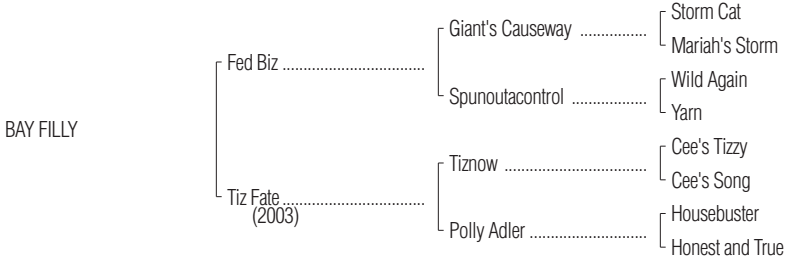 Storm Cat
Giant's Causeway ................
Mariah's Storm
Fed Biz .................................
Wild Again
Spunoutacontrol ..................
Yarn
BAY FILLY
Cee's Tizzy
Tiznow ..................................
Cee's Song
Tiz Fate .................................
(2003)
Housebuster
Polly Adler ............................
Honest and True